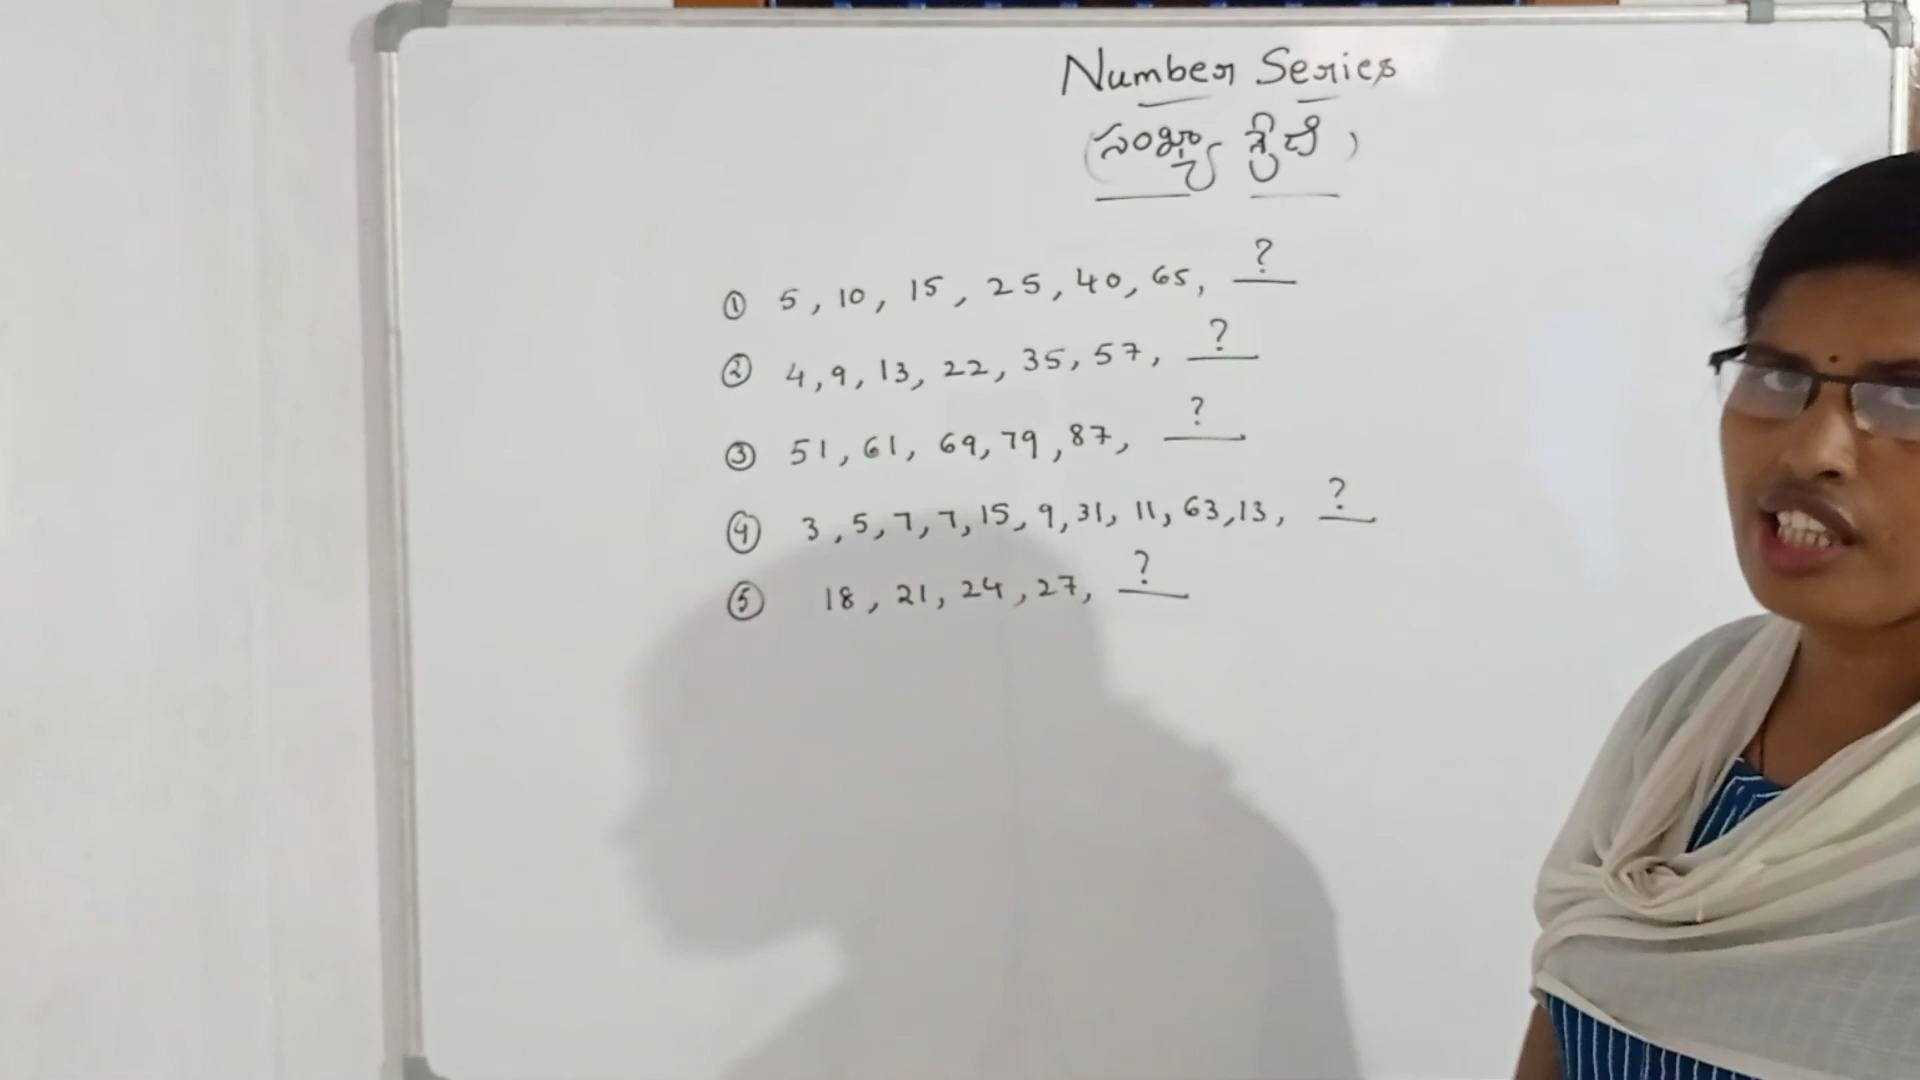 Number Series
(ಸಂಖ್ಯಾ ಶ್ರೇಢಿ)
① 5, 10, 15, 25, 40, 65, ?
② 4, 9, 13, 22, 35, 57, ?
③ 51, 61, 69, 79, 87, ?
④ 3, 5, 7, 7, 15, 9, 31, 11, 63, 13, ?
⑤ 18, 21, 24, 27, ?